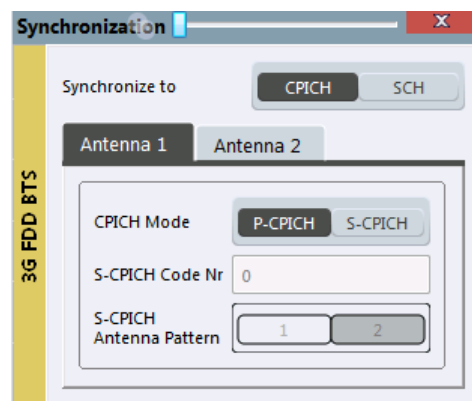 Synchronization X
Synchronize to CPICH SCH
Antenna 1 Antenna 2
3G FDD BTS
CPICH Mode P-CPICH S-CPICH
S-CPICH Code Nr 0
S-CPICH
Antenna Pattern 1 2